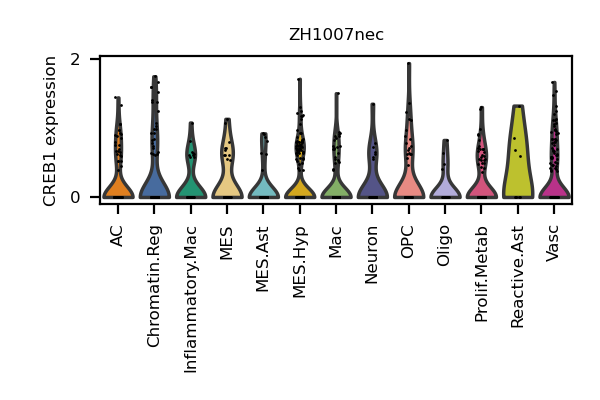 ZH1007nec
CREB1 expression
2
0
AC
Chromatin.Reg
Inflammatory.Mac
MES
MES.Ast
MES.Hyp
Mac
Neuron
OPC
Oligo
Prolif.Metab
Reactive.Ast
Vasc